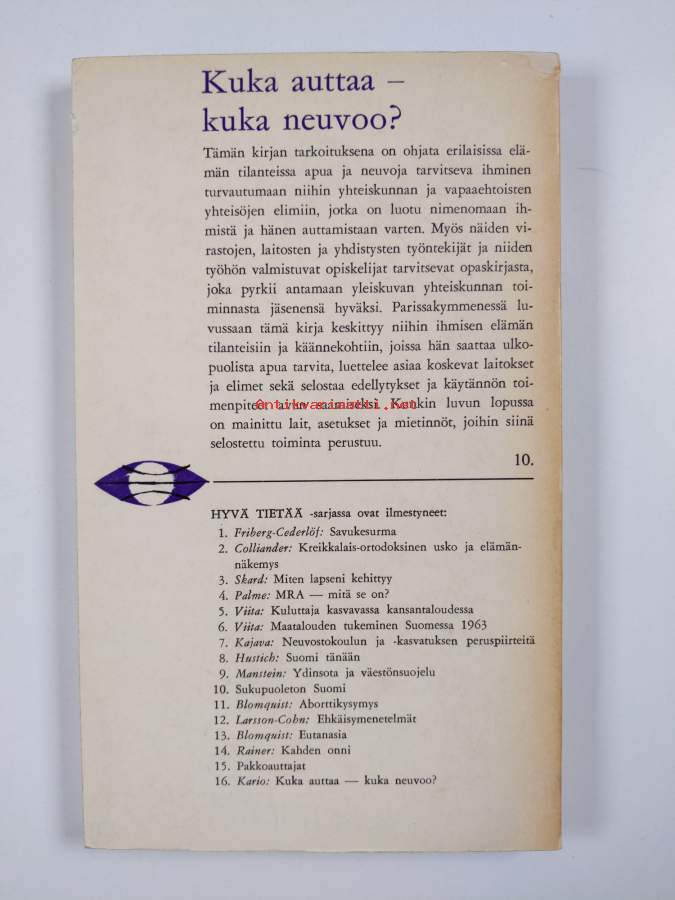 Kuka auttaa –
kuka neuvoo?
Tämän kirjan tarkoituksena on ohjata erilaisissa elä-
män tilanteissa apua ja neuvoja tarvitseva ihminen
turvautumaan niihin yhteiskunnan ja vapaaehtoisten
yhteisöjen elimiin, jotka on luotu nimenomaan ih-
mistä ja hänen auttamistaan varten. Myös näiden vi-
rastojen, laitosten ja yhdistysten työntekijät ja niiden
työhön valmistuvat opiskelijat tarvitsevat opaskirjasta,
joka pyrkii antamaan yleiskuvan yhteiskunnan toi-
minnasta jäsenensä hyväksi. Parissakymmenessä lu-
vussaan tämä kirja keskittyy niihin ihmisen elämän
tilanteisiin ja käännekohtiin, joissa hän saattaa ulko-
puolista apua tarvita, luettelee asiaa koskevat laitokset
ja elimet sekä selostaa edellytykset ja käytännön toi-
menpiteet avun saamiseksi. Kunkin luvun lopussa
on mainittu lait, asetukset ja mietinnöt, joihin siinä
selostettu toiminta perustuu.
10.
HYVÄ TIETÄÄ -sarjassa ovat ilmestyneet:
1. Friberg-Cederlöf: Savukesurma
2. Colliander: Kreikkalais-ortodoksinen usko ja elämän-
näkemys
3. Skard: Miten lapseni kehittyy
4. Palme: MRA — mitä se on?
5. Viita: Kuluttaja kasvavassa kansantaloudessa
6. Viita: Maatalouden tukeminen Suomessa 1963
7. Kajava: Neuvostokoulun ja -kasvatuksen peruspiirteitä
8. Hustich: Suomi tänään
9. Manstein: Ydinsota ja väestönsuojelu
10. Sukupuoleton Suomi
11. Blomquist: Aborttikysymys
12. Larsson-Cohn: Ehkäisymenetelmät
13. Blomquist: Eutanasia
14. Rainer: Kahden onni
15. Pakkoauttajat
16. Kario: Kuka auttaa — kuka neuvoo?